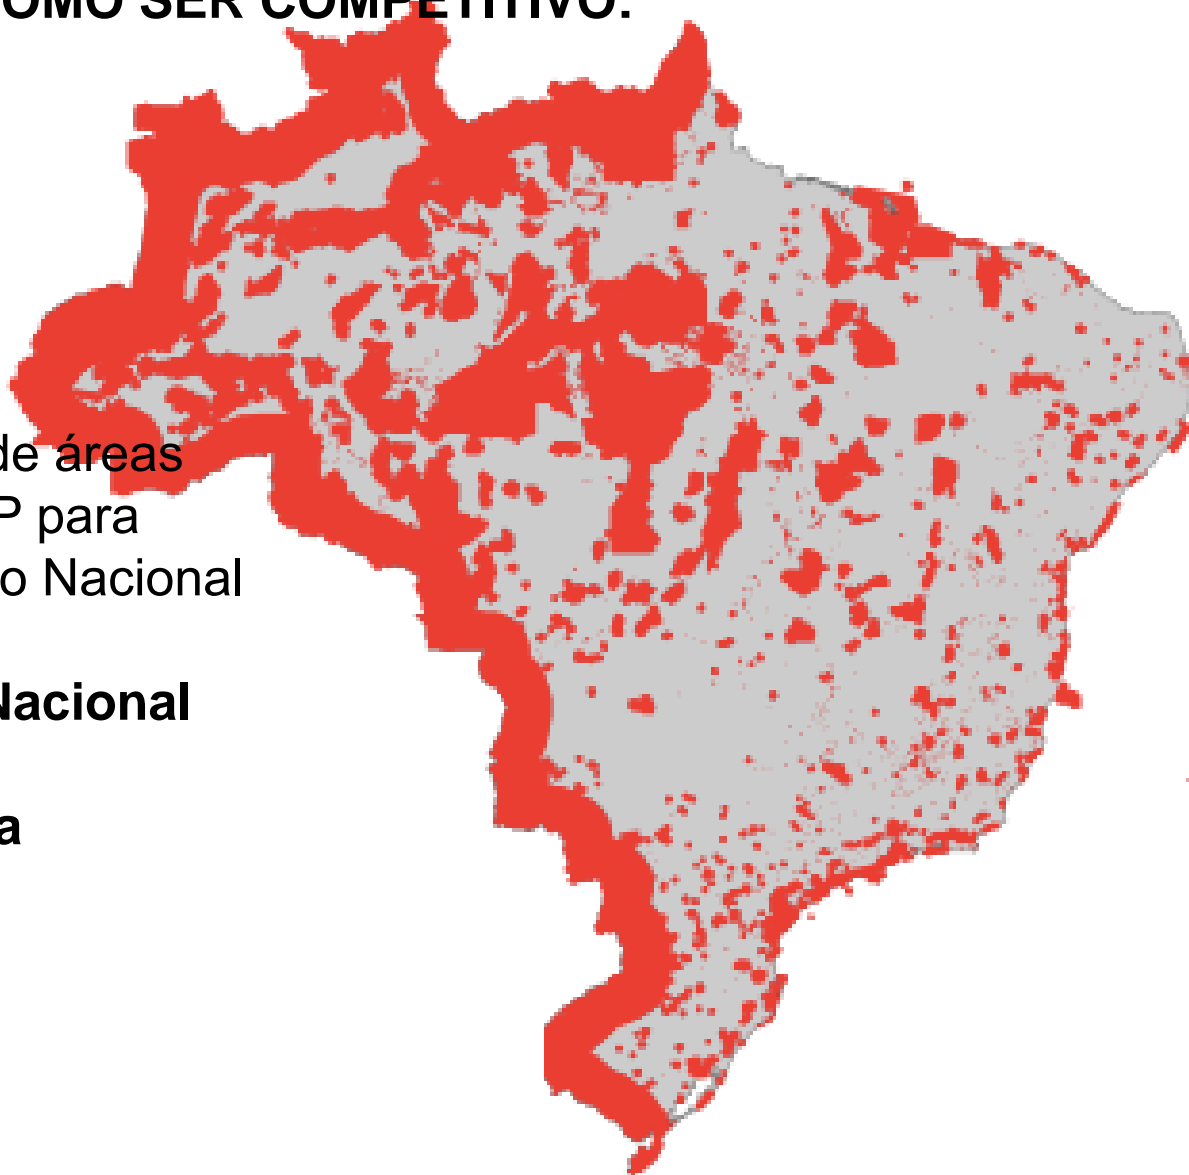 OMO SER COMPETITIVO.
de áreas
P para
o Nacional
Nacional
a